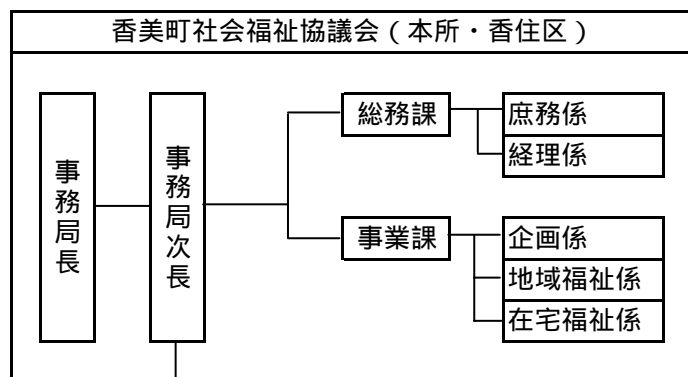 香美町社会福祉協議会（本所・香住区）
事務局長
事務局次長
総務課
庶務係
経理係
事業課
企画係
地域福祉係
在宅福祉係